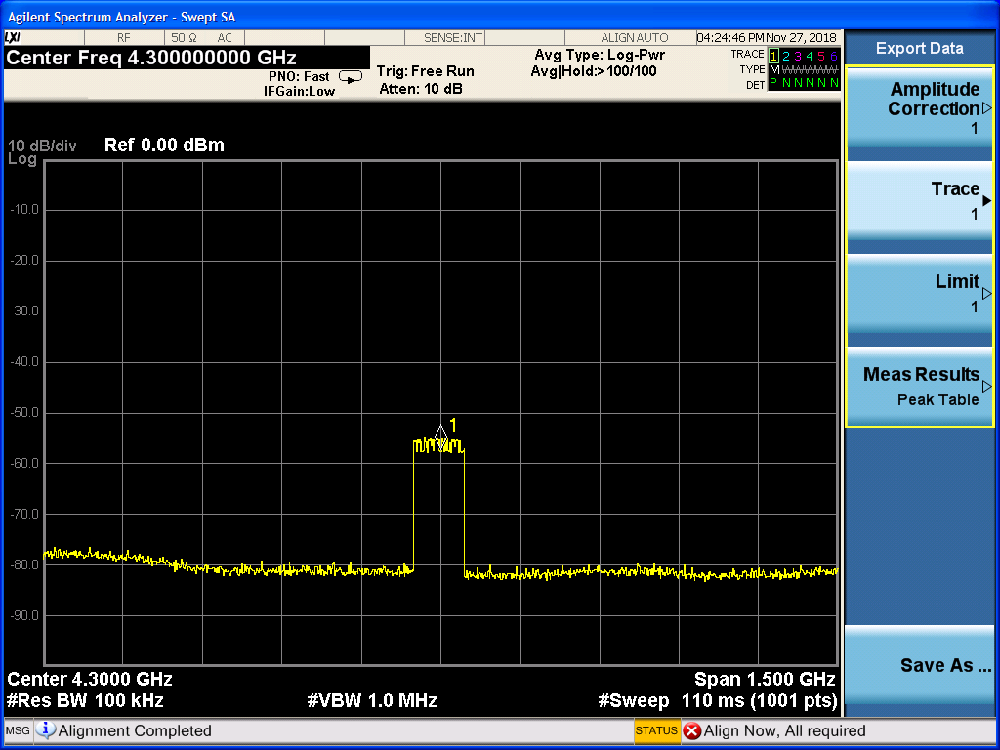 Agilent Spectrum Analyzer - Swept SA
LXI RF 50 Ω AC SENSE:INT ALIGN AUTO 04:24:46 PM Nov 27, 2018
Center Freq 4.300000000 GHz
PNO: Fast
IFGain:Low
Trig: Free Run
Atten: 10 dB
Avg Type: Log-Pwr
Avg|Hold:>100/100
TRACE 1 2 3 4 5 6
TYPE M WWWWW
DET P N N N N N
10 dB/div
Log
Ref 0.00 dBm
-10.0
-20.0
-30.0
-40.0
-50.0
1
-60.0
-70.0
-80.0
-90.0
Center 4.3000 GHz
Span 1.500 GHz
#Res BW 100 kHz
#VBW 1.0 MHz
#Sweep 110 ms (1001 pts)
MSG Alignment Completed
STATUS Align Now, All required
Export Data
Amplitude
Correction
1
Trace
1
Limit
1
Meas Results
Peak Table
Save As ...